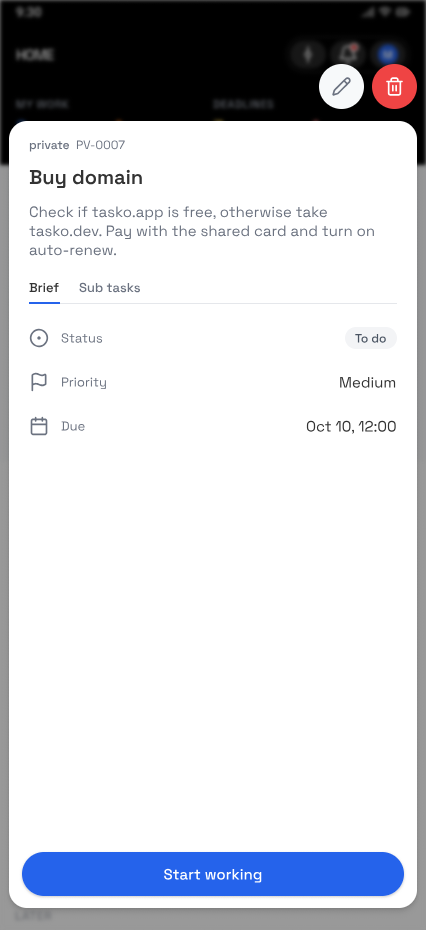 9:30
HOME
MY WORK
DEADLINES
private PV-0007
Buy domain
Check if tasko.app is free, otherwise take
tasko.dev. Pay with the shared card and turn on
auto-renew.
Brief
Sub tasks
Status
To do
Priority
Medium
Due
Oct 10, 12:00
Start working
LATER